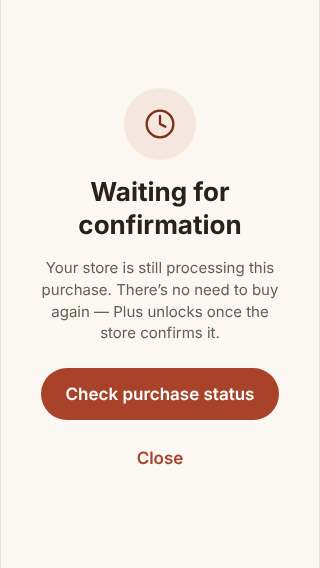 Waiting for
confirmation
Your store is still processing this
purchase. There’s no need to buy
again — Plus unlocks once the
store confirms it.
Check purchase status
Close